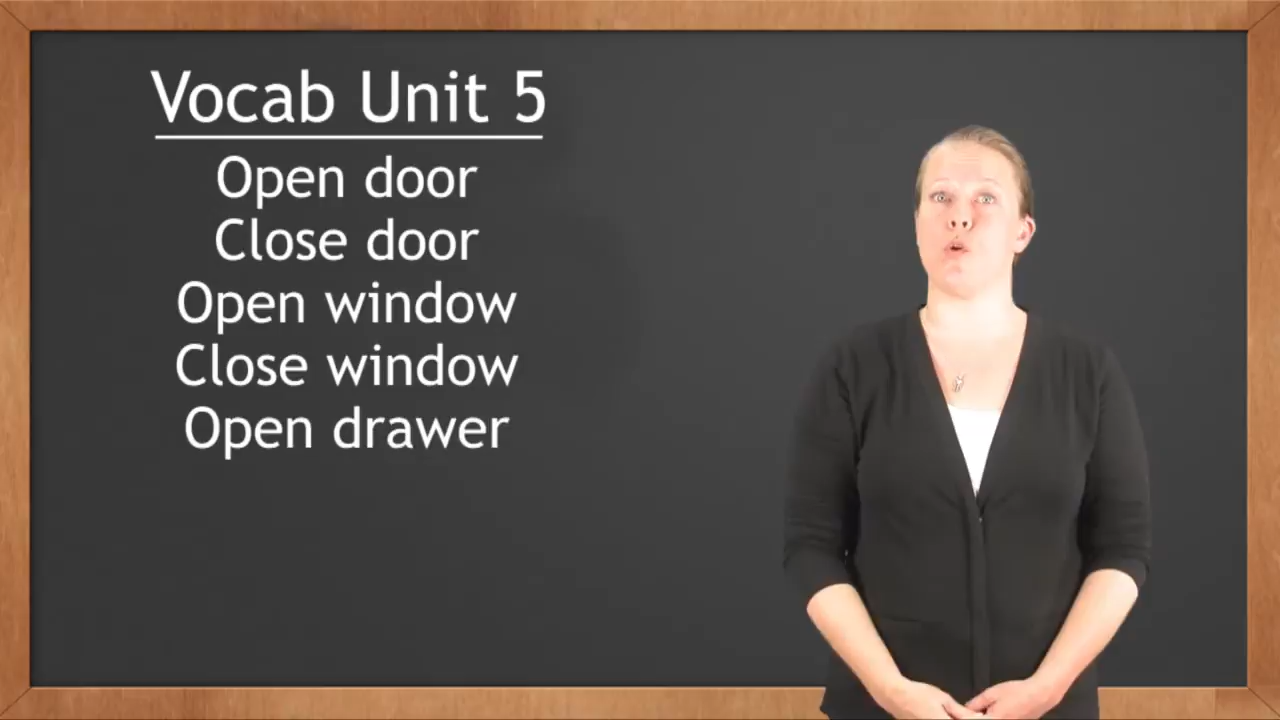 Vocab Unit 5
Open door
Close door
Open window
Close window
Open drawer